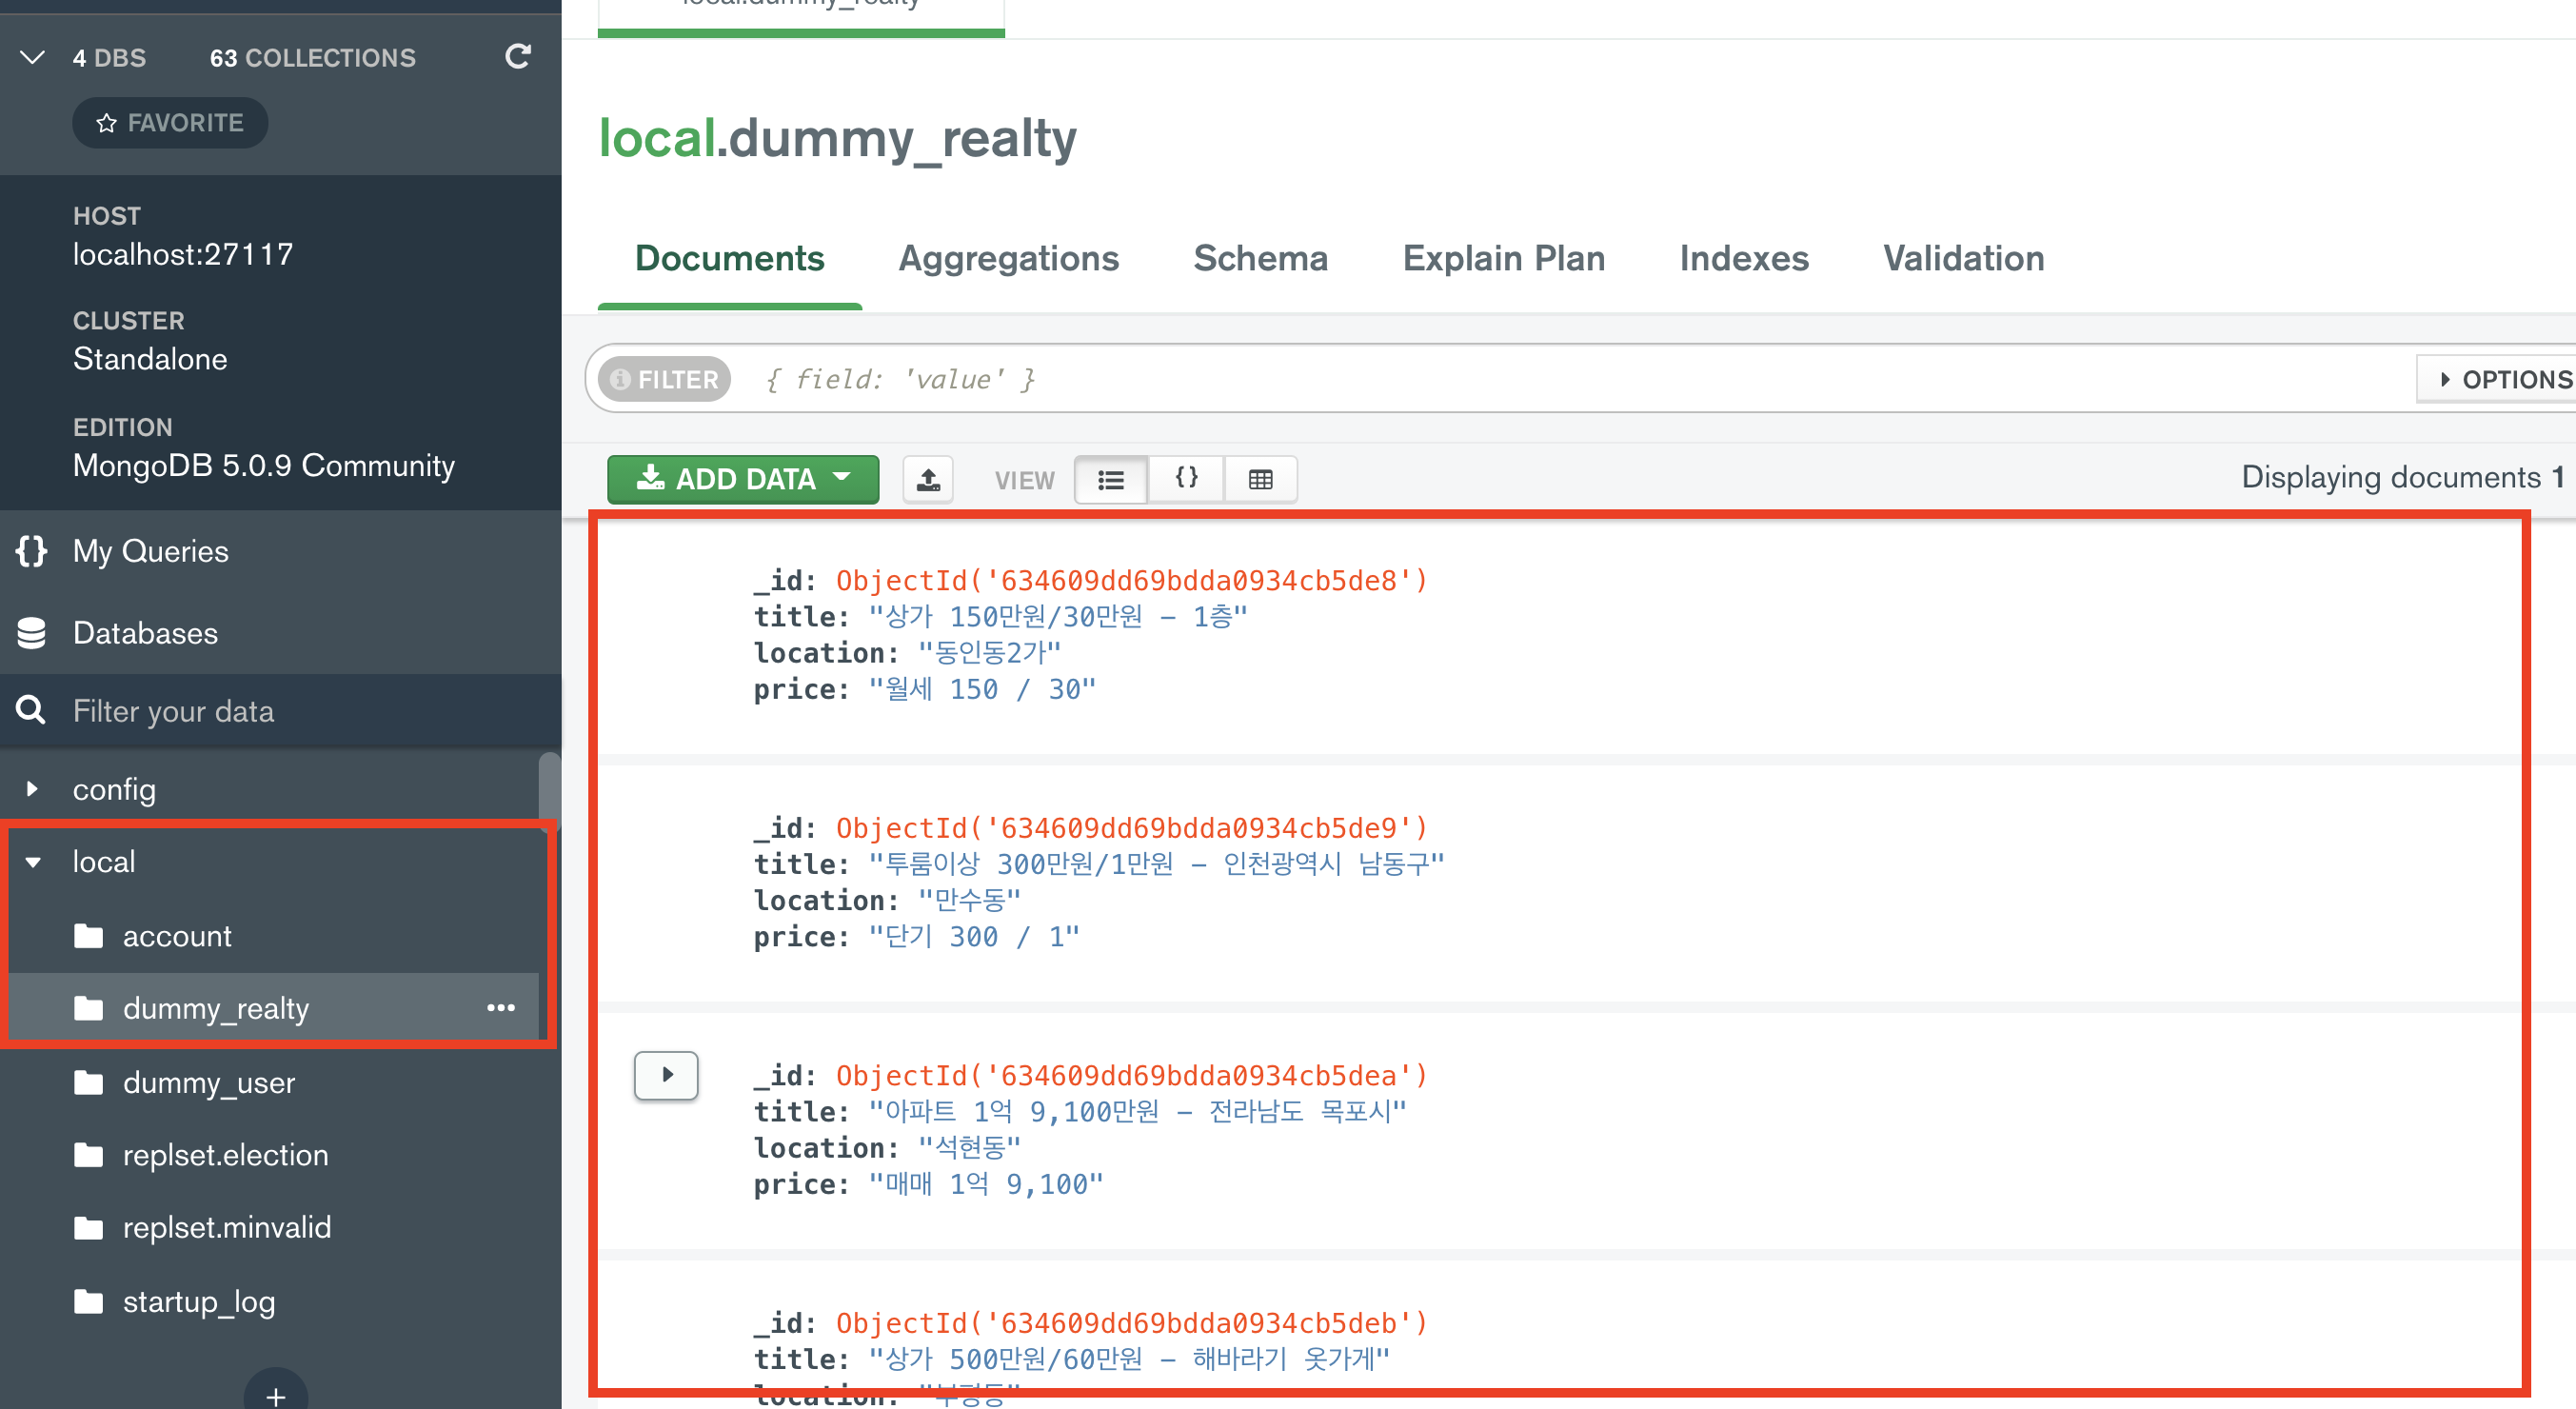 4 DBS 63 COLLECTIONS
FAVORITE
HOST
localhost:27117
CLUSTER
Standalone
EDITION
MongoDB 5.0.9 Community
{} My Queries
Databases
Filter your data
config
local
account
dummy_realty
dummy_user
replset.election
replset.minvalid
startup_log
+
local.dummy_realty
local.dummy_realty
Documents Aggregations Schema Explain Plan Indexes Validation
FILTER { field: 'value' } OPTIONS
ADD DATA VIEW {} Displaying documents 1
_id: ObjectId('634609dd69bdda0934cb5de8')
title: "상가 150만원/30만원 – 1층"
location: "동인동2가"
price: "월세 150 / 30"
_id: ObjectId('634609dd69bdda0934cb5de9')
title: "투룸이상 300만원/1만원 – 인천광역시 남동구"
location: "만수동"
price: "단기 300 / 1"
_id: ObjectId('634609dd69bdda0934cb5dea')
title: "아파트 1억 9,100만원 – 전라남도 목포시"
location: "석현동"
price: "매매 1억 9,100"
_id: ObjectId('634609dd69bdda0934cb5deb')
title: "상가 500만원/60만원 – 해바라기 옷가게"
location: